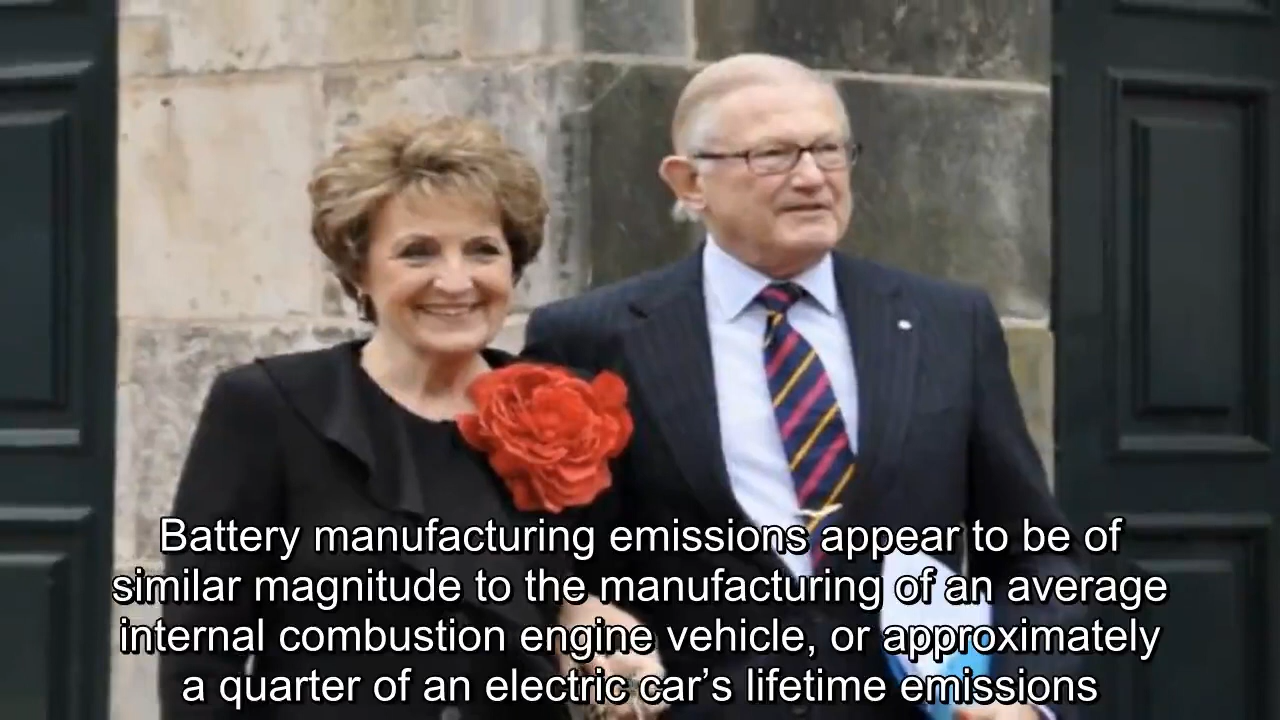 Battery manufacturing emissions appear to be of
similar magnitude to the manufacturing of an average
internal combustion engine vehicle, or approximately
a quarter of an electric car’s lifetime emissions